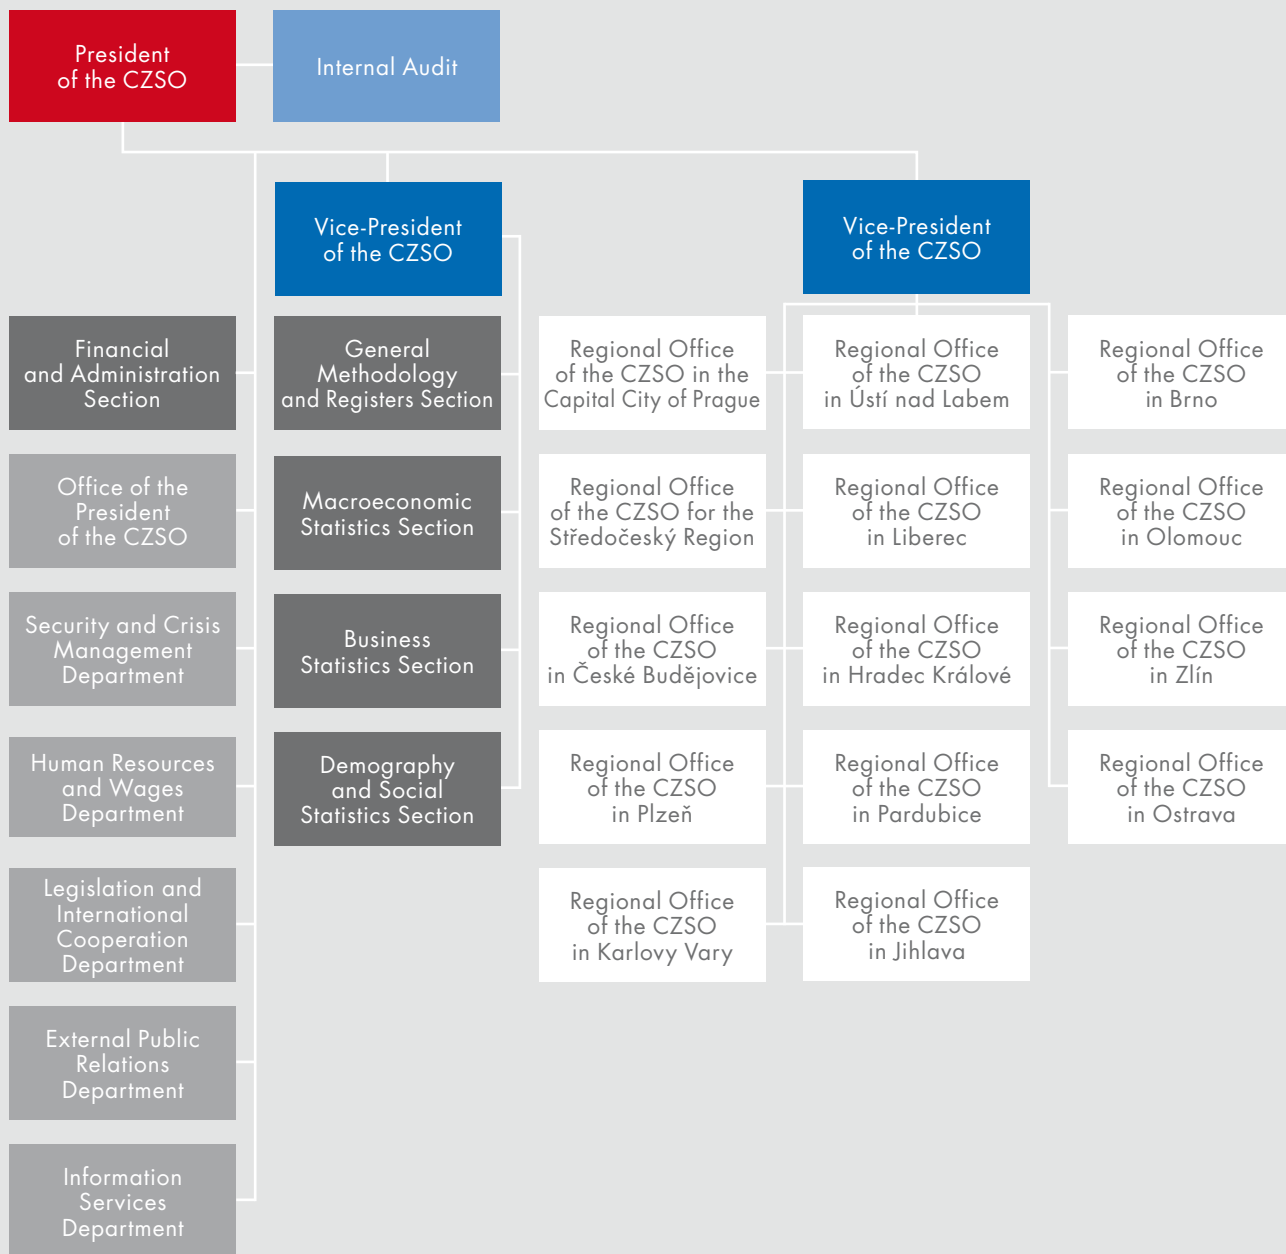 President
of the CZSO
Internal Audit
Vice-President
of the CZSO
Vice-President
of the CZSO
Financial
and Administration
Section
General
Methodology
and Registers Section
Regional Office
of the CZSO in the
Capital City of Prague
Regional Office
of the CZSO
in Ústí nad Labem
Regional Office
of the CZSO
in Brno
Office of the
President
of the CZSO
Macroeconomic
Statistics Section
Regional Office
of the CZSO for the
Středočeský Region
Regional Office
of the CZSO
in Liberec
Regional Office
of the CZSO
in Olomouc
Security and Crisis
Management
Department
Business
Statistics Section
Regional Office
of the CZSO
in České Budějovice
Regional Office
of the CZSO
in Hradec Králové
Regional Office
of the CZSO
in Zlín
Human Resources
and Wages
Department
Demography
and Social
Statistics Section
Regional Office
of the CZSO
in Plzeň
Regional Office
of the CZSO
in Pardubice
Regional Office
of the CZSO
in Ostrava
Legislation and
International
Cooperation
Department
Regional Office
of the CZSO
in Karlovy Vary
Regional Office
of the CZSO
in Jihlava
External Public
Relations
Department
Information
Services
Department